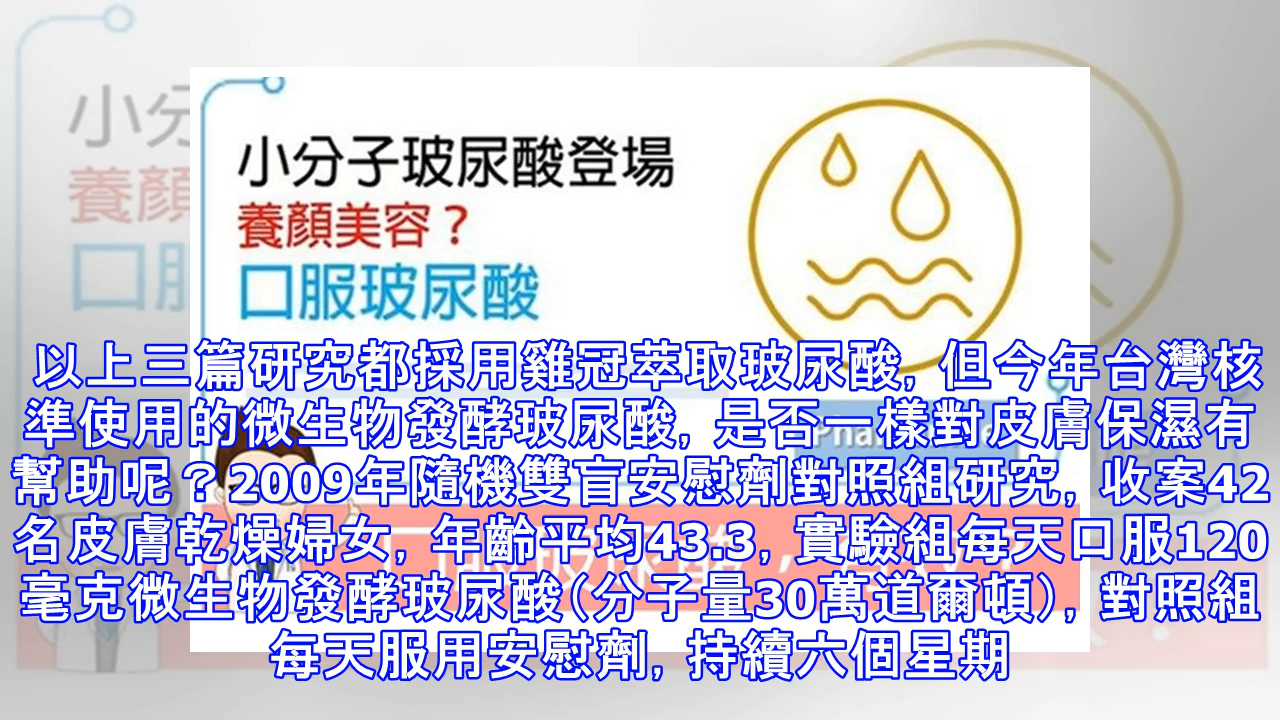 小分子玻尿酸登場
養顏美容？
口服玻尿酸
以上三篇研究都採用雞冠萃取玻尿酸，但今年台灣核
準使用的微生物發酵玻尿酸，是否一樣對皮膚保濕有
幫助呢？2009年隨機雙盲安慰劑對照組研究，收案42
名皮膚乾燥婦女，年齡平均43.3，實驗組每天口服120
毫克微生物發酵玻尿酸（分子量30萬道爾頓），對照組
每天服用安慰劑，持續六個星期